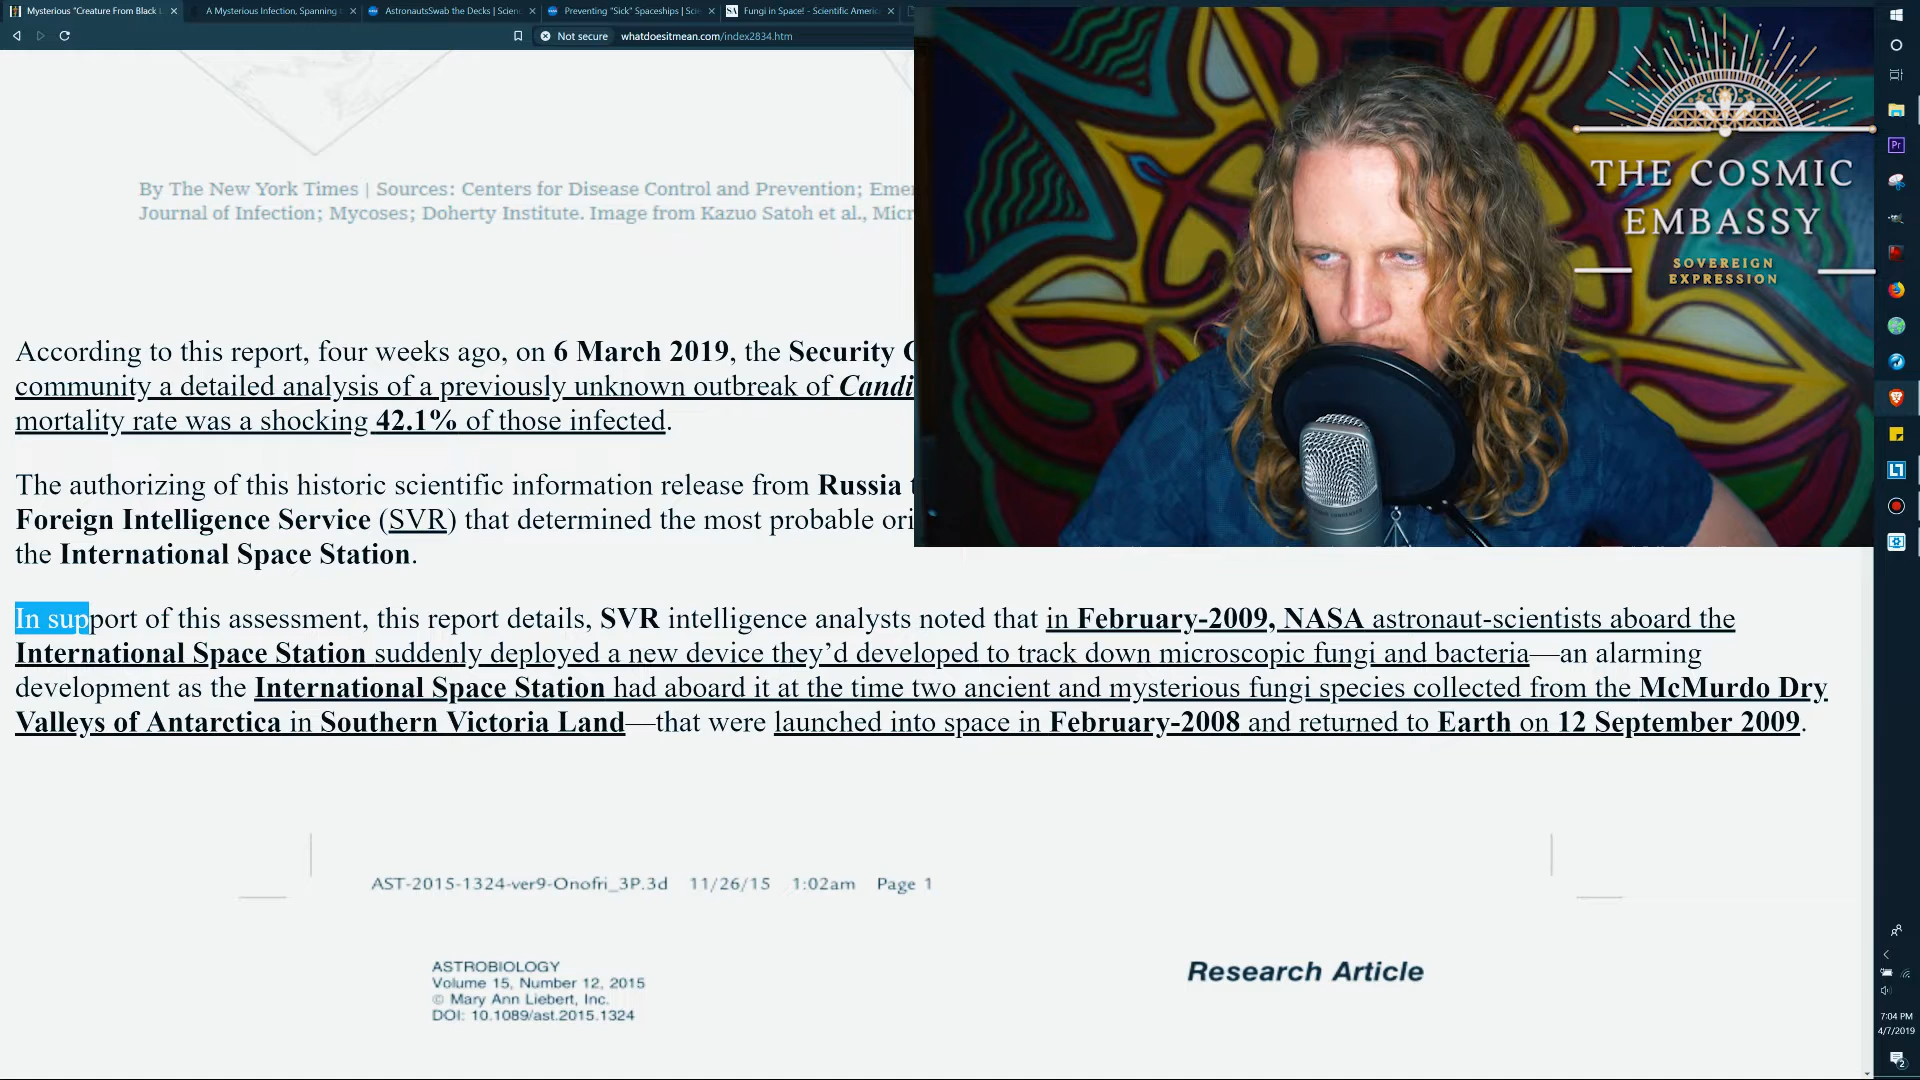 Mysterious "Creature From Black L
A Mysterious Infection, Spanning
AstronautsSwab the Decks | Scien
Preventing "Sick" Spaceships | Sci
SA Fungi in Space! - Scientific Americ
Not secure whatdoesitmean.com/index2834.htm
By The New York Times | Sources: Centers for Disease Control and Prevention; Emer
Journal of Infection; Mycoses; Doherty Institute. Image from Kazuo Satoh et al., Micr
THE COSMIC
EMBASSY
SOVEREIGN
EXPRESSION
According to this report, four weeks ago, on 6 March 2019, the Security C
community a detailed analysis of a previously unknown outbreak of Candi
mortality rate was a shocking 42.1% of those infected.
The authorizing of this historic scientific information release from Russia t
Foreign Intelligence Service (SVR) that determined the most probable ori
the International Space Station.
In support of this assessment, this report details, SVR intelligence analysts noted that in February-2009, NASA astronaut-scientists aboard the
International Space Station suddenly deployed a new device they’d developed to track down microscopic fungi and bacteria—an alarming
development as the International Space Station had aboard it at the time two ancient and mysterious fungi species collected from the McMurdo Dry
Valleys of Antarctica in Southern Victoria Land—that were launched into space in February-2008 and returned to Earth on 12 September 2009.
AST-2015-1324-ver9-Onofri_3P.3d 11/26/15 1:02am Page 1
ASTROBIOLOGY
Volume 15, Number 12, 2015
© Mary Ann Liebert, Inc.
DOI: 10.1089/ast.2015.1324
Research Article
Pr
7:04 PM
4/7/2019
2